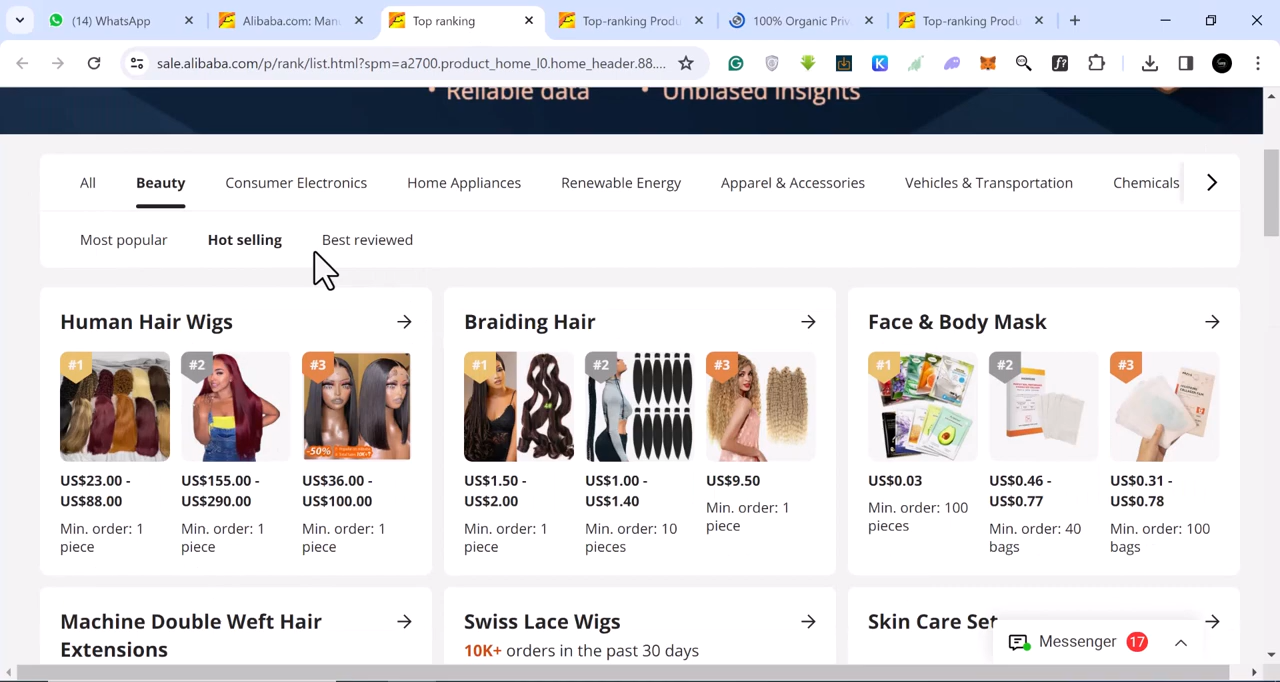 (14) WhatsApp
Alibaba.com: Manu
Top ranking
Top-ranking Produ
100% Organic Priv
Top-ranking Produ
sale.alibaba.com/p/rank/list.html?spm=a2700.product_home_l0.home_header.88....
• Reliable data • Unbiased insights
All Beauty Consumer Electronics Home Appliances Renewable Energy Apparel & Accessories Vehicles & Transportation Chemicals
Most popular Hot selling Best reviewed
Human Hair Wigs
#1 #2 #3
-50%
US$23.00 -
US$88.00
Min. order: 1
piece
US$155.00 -
US$290.00
Min. order: 1
piece
US$36.00 -
US$100.00
Min. order: 1
piece
Braiding Hair
#1 #2 #3
US$1.50 -
US$2.00
Min. order: 1
piece
US$1.00 -
US$1.40
Min. order: 10
pieces
US$9.50
Min. order: 1
piece
Face & Body Mask
#1 #2 #3
US$0.03
Min. order: 100
pieces
US$0.46 -
US$0.77
Min. order: 40
bags
US$0.31 -
US$0.78
Min. order: 100
bags
Machine Double Weft Hair
Extensions
Swiss Lace Wigs
10K+ orders in the past 30 days
Skin Care Set
Messenger 17